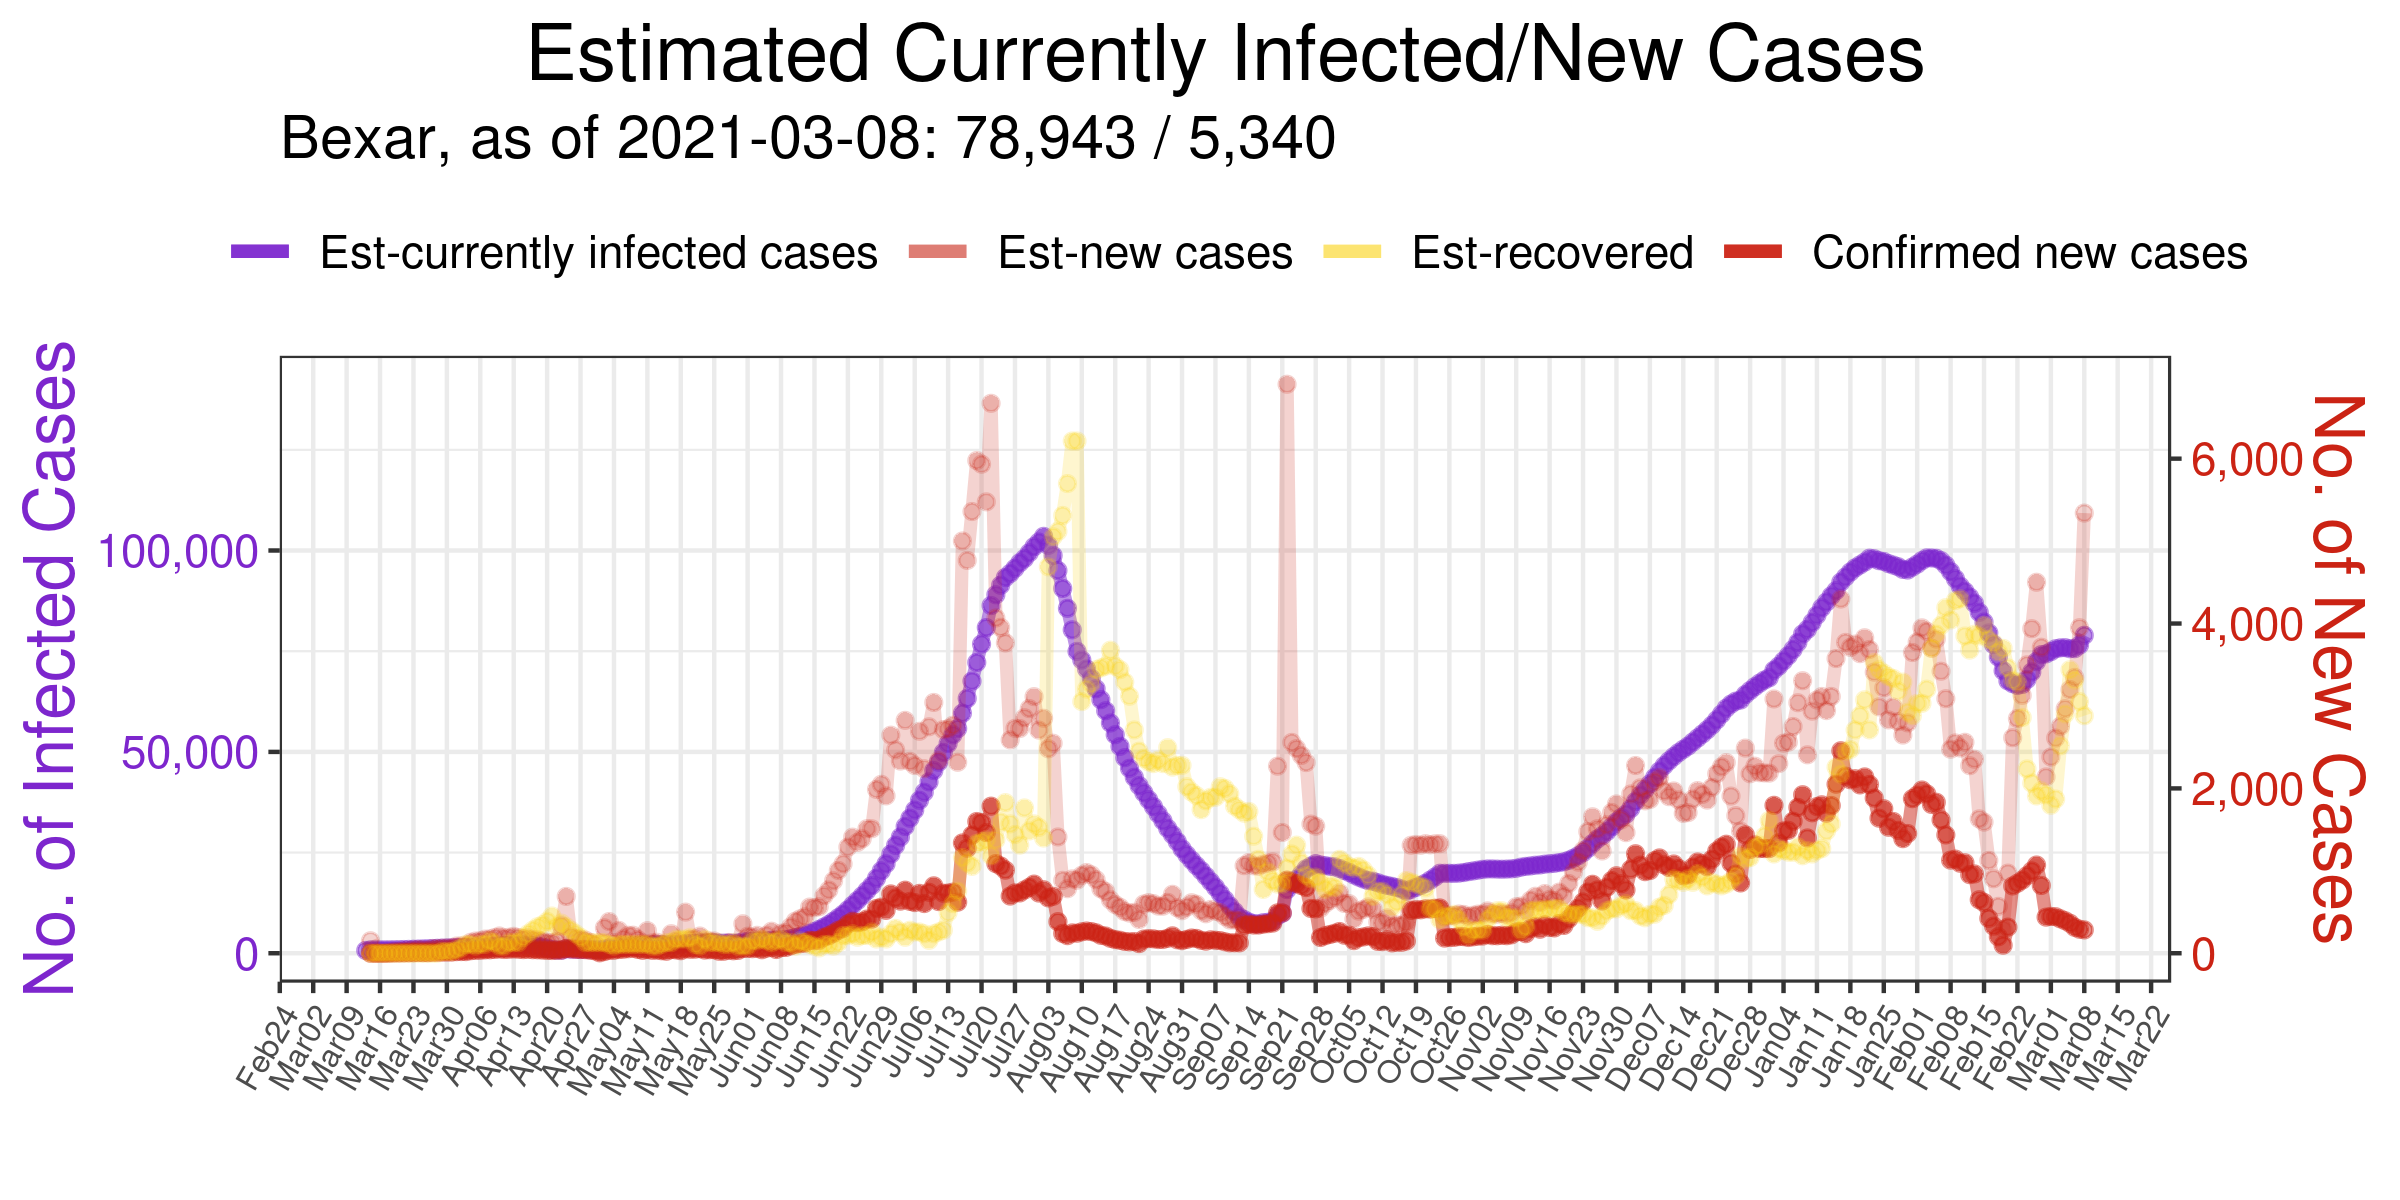 Estimated Currently Infected/New Cases
Bexar, as of 2021-03-08: 78,943 / 5,340
Est-currently infected cases Est-new cases Est-recovered Confirmed new cases
No. of Infected Cases
100,000
50,000
0
6,000
4,000
2,000
0
No. of New Cases
Feb24 Mar02 Mar09 Mar16 Mar23 Mar30 Apr06 Apr13 Apr20 Apr27 May04 May11 May18 May25 Jun01 Jun08 Jun15 Jun22 Jun29 Jul06 Jul13 Jul20 Jul27 Aug03 Aug10 Aug17 Aug24 Aug31 Sep07 Sep14 Sep21 Sep28 Oct05 Oct12 Oct19 Oct26 Nov02 Nov09 Nov16 Nov23 Nov30 Dec07 Dec14 Dec21 Dec28 Jan04 Jan11 Jan18 Jan25 Feb01 Feb08 Feb15 Feb22 Mar01 Mar08 Mar15 Mar22